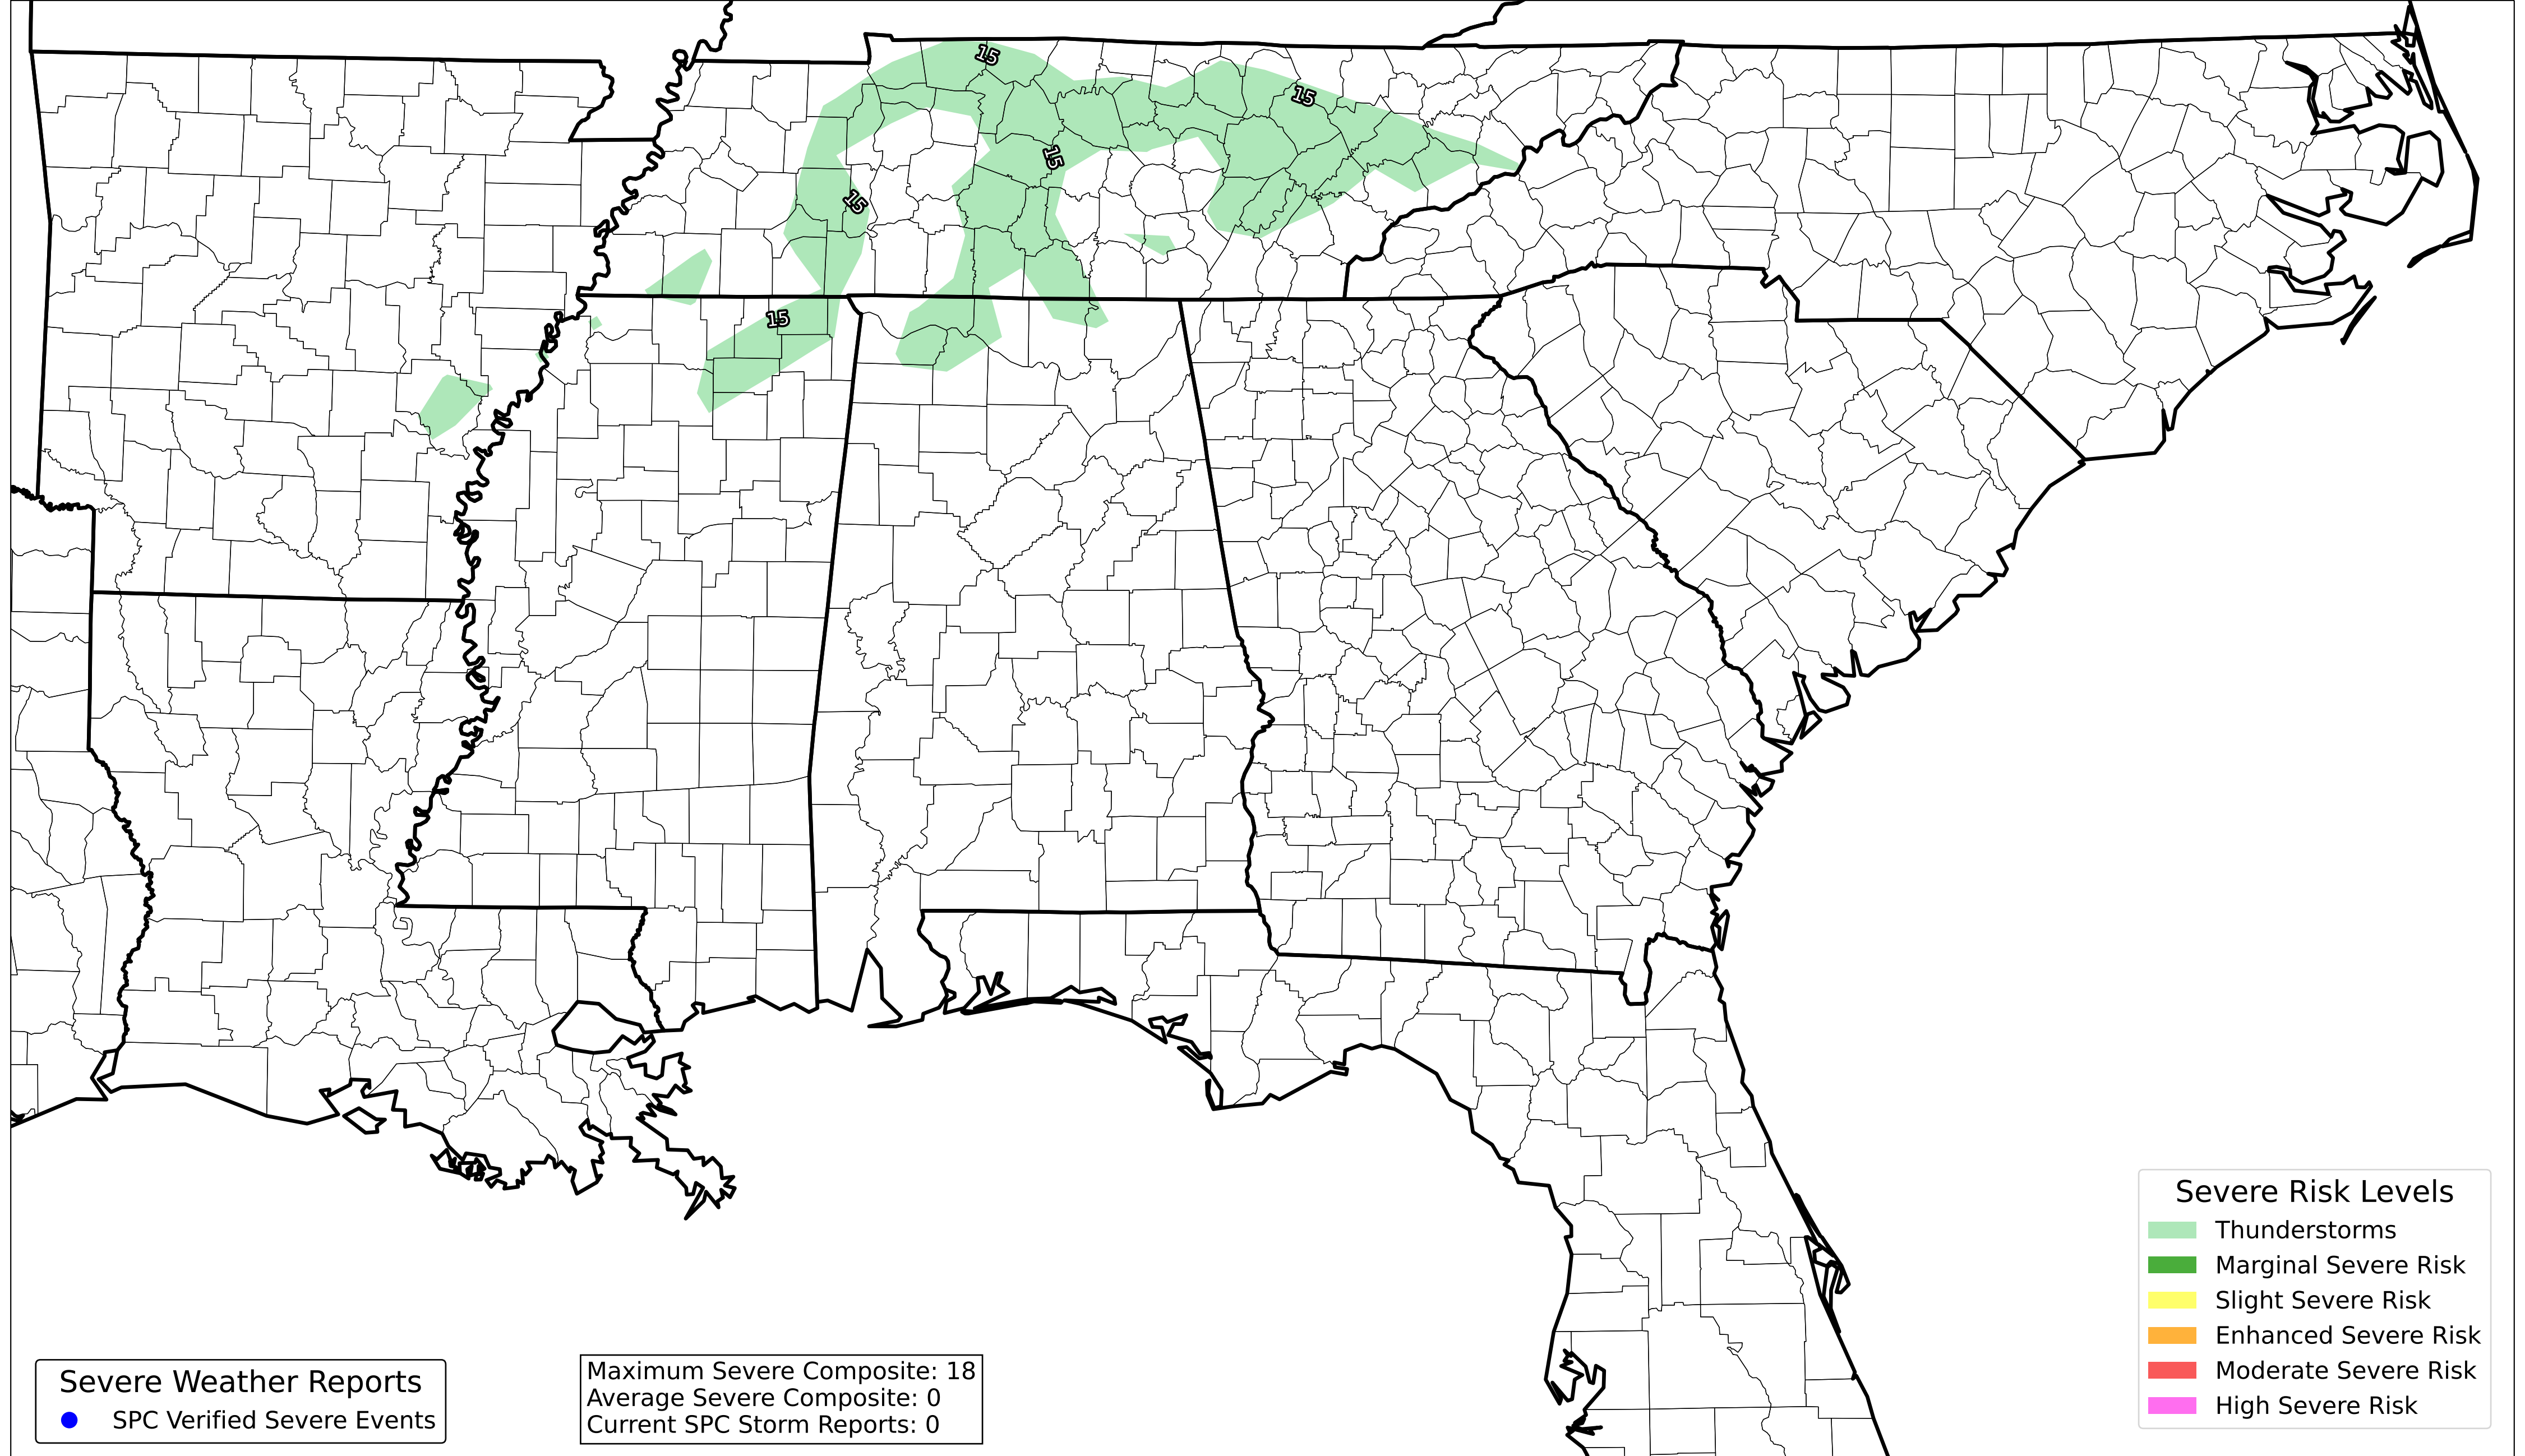 15
15
15
15
15
Severe Weather Reports
SPC Verified Severe Events
Maximum Severe Composite: 18
Average Severe Composite: 0
Current SPC Storm Reports: 0
Severe Risk Levels
Thunderstorms
Marginal Severe Risk
Slight Severe Risk
Enhanced Severe Risk
Moderate Severe Risk
High Severe Risk